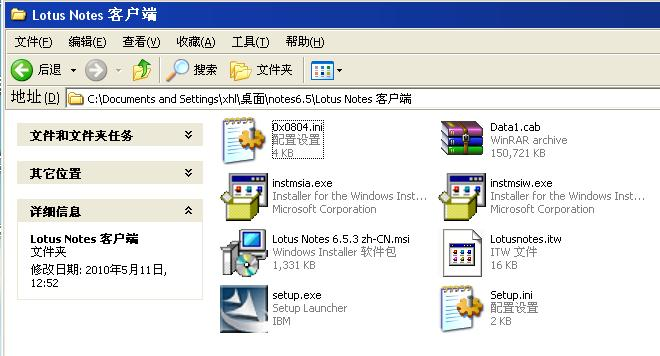 Lotus Notes 客户端
文件(F) 编辑(E) 查看(V) 收藏(A) 工具(T) 帮助(H)
后退 搜索 文件夹
地址(D) C:\Documents and Settings\xhl\桌面\notes6.5\Lotus Notes 客户端
文件和文件夹任务
其它位置
详细信息
Lotus Notes 客户端
文件夹
修改日期: 2010年5月11日,
12:52
0x0804.ini
配置设置
4 KB
Data1.cab
WinRAR archive
150,721 KB
instmsia.exe
Installer for the Windows Inst...
Microsoft Corporation
instmsiw.exe
Installer for the Windows Inst...
Microsoft Corporation
Lotus Notes 6.5.3 zh-CN.msi
Windows Installer 软件包
1,331 KB
Lotusnotes.itw
ITW 文件
16 KB
setup.exe
Setup Launcher
IBM
Setup.ini
配置设置
2 KB